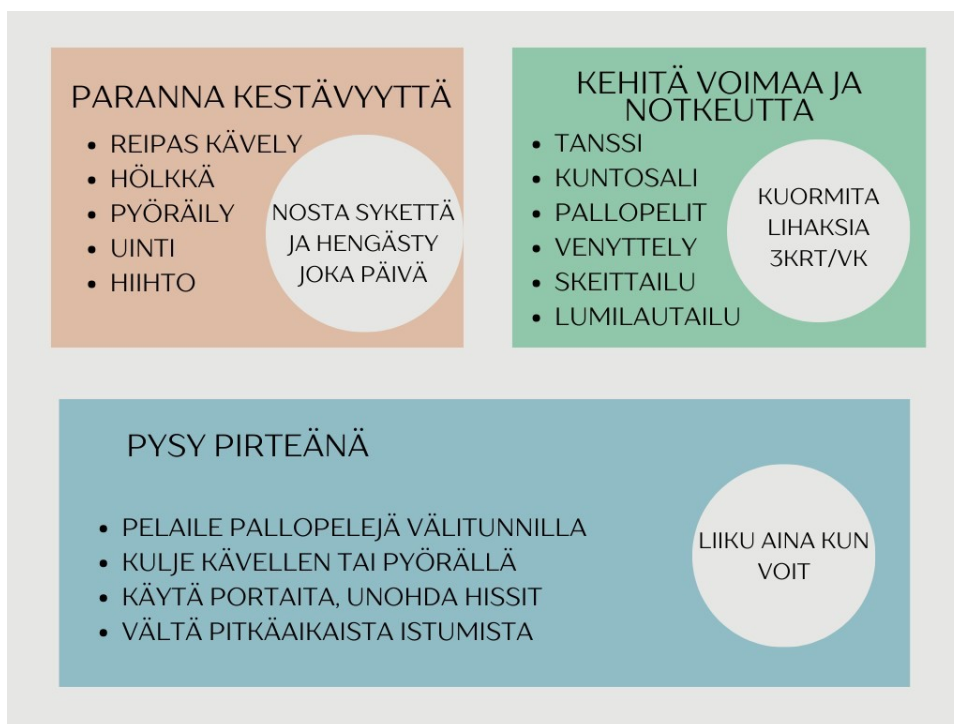 PARANNA KESTÄVYYTTÄ
• REIPAS KÄVELY
• HÖLKKÄ
• PYÖRÄILY
• UINTI
• HIIHTO
NOSTA SYKETTÄ
JA HENGÄSTY
JOKA PÄIVÄ
KEHITÄ VOIMAA JA
NOTKEUTTA
• TANSSI
• KUNTOSALI
• PALLOPELIT
• VENYTTELY
• SKEITTAILU
• LUMILAUTAILU
KUORMITA
LIHAKSIA
3KRT/VK
PYSY PIRTEÄNÄ
• PELAILE PALLOPELEJÄ VÄLITUNNILLA
• KULJE KÄVELLEN TAI PYÖRÄLLÄ
• KÄYTÄ PORTAITA, UNOHDA HISSIT
• VÄLTÄ PITKÄAIKAISTA ISTUMISTA
LIIKU AINA KUN
VOIT